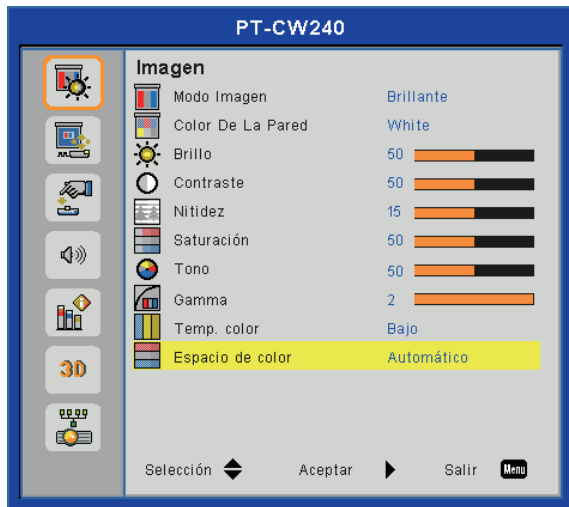 PT-CW240
Imagen
Modo Imagen Brillante
Color De La Pared White
Brillo 50
Contraste 50
Nitidez 15
Saturación 50
Tono 50
Gamma 2
Temp. color Bajo
Espacio de color Automático
3D
Selección Aceptar Salir Menu